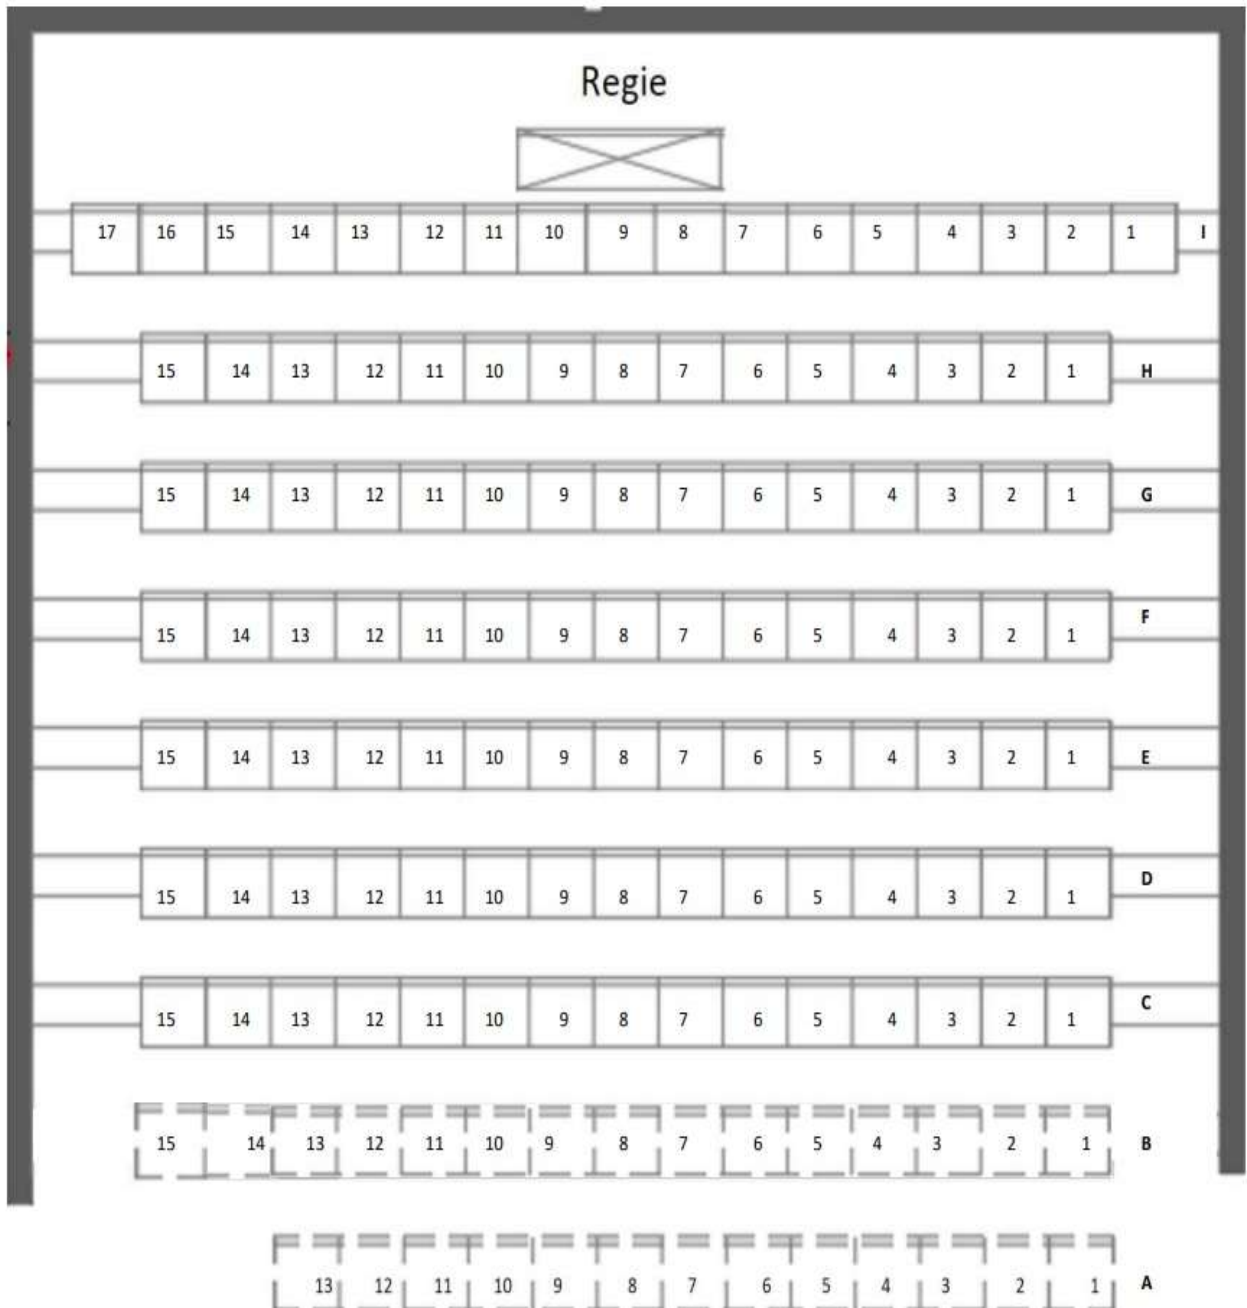 Regie
17 16 15 14 13 12 11 10 9 8 7 6 5 4 3 2 1 I
15 14 13 12 11 10 9 8 7 6 5 4 3 2 1 H
15 14 13 12 11 10 9 8 7 6 5 4 3 2 1 G
15 14 13 12 11 10 9 8 7 6 5 4 3 2 1 F
15 14 13 12 11 10 9 8 7 6 5 4 3 2 1 E
15 14 13 12 11 10 9 8 7 6 5 4 3 2 1 D
15 14 13 12 11 10 9 8 7 6 5 4 3 2 1 C
15 14 13 12 11 10 9 8 7 6 5 4 3 2 1 B
13 12 11 10 9 8 7 6 5 4 3 2 1 A